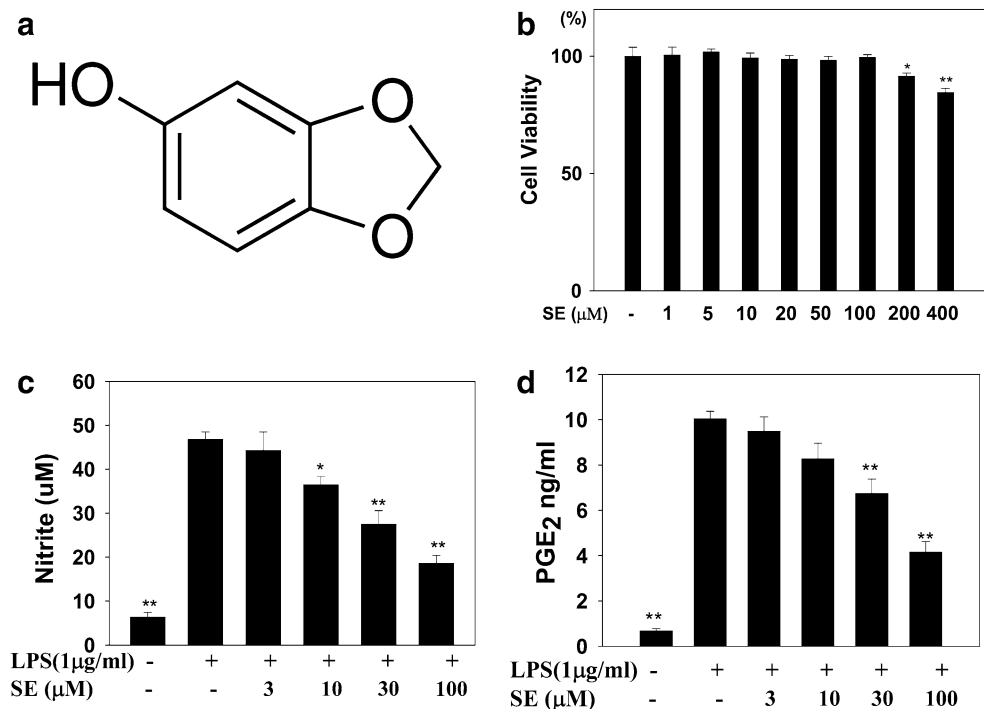 a
HO
O
O
b
(%)
100
50
0
Cell Viability
SE (μM) - 1 5 10 20 50 100 200 400
* **
c
60
50
40
30
20
10
0
Nitrite (uM)
** * ** **
LPS(1μg/ml) - + + + + +
SE (μM) - - 3 10 30 100
d
12
10
8
6
4
2
0
PGE2 ng/ml
** ** **
LPS(1μg/ml) - + + + + +
SE (μM) - - 3 10 30 100